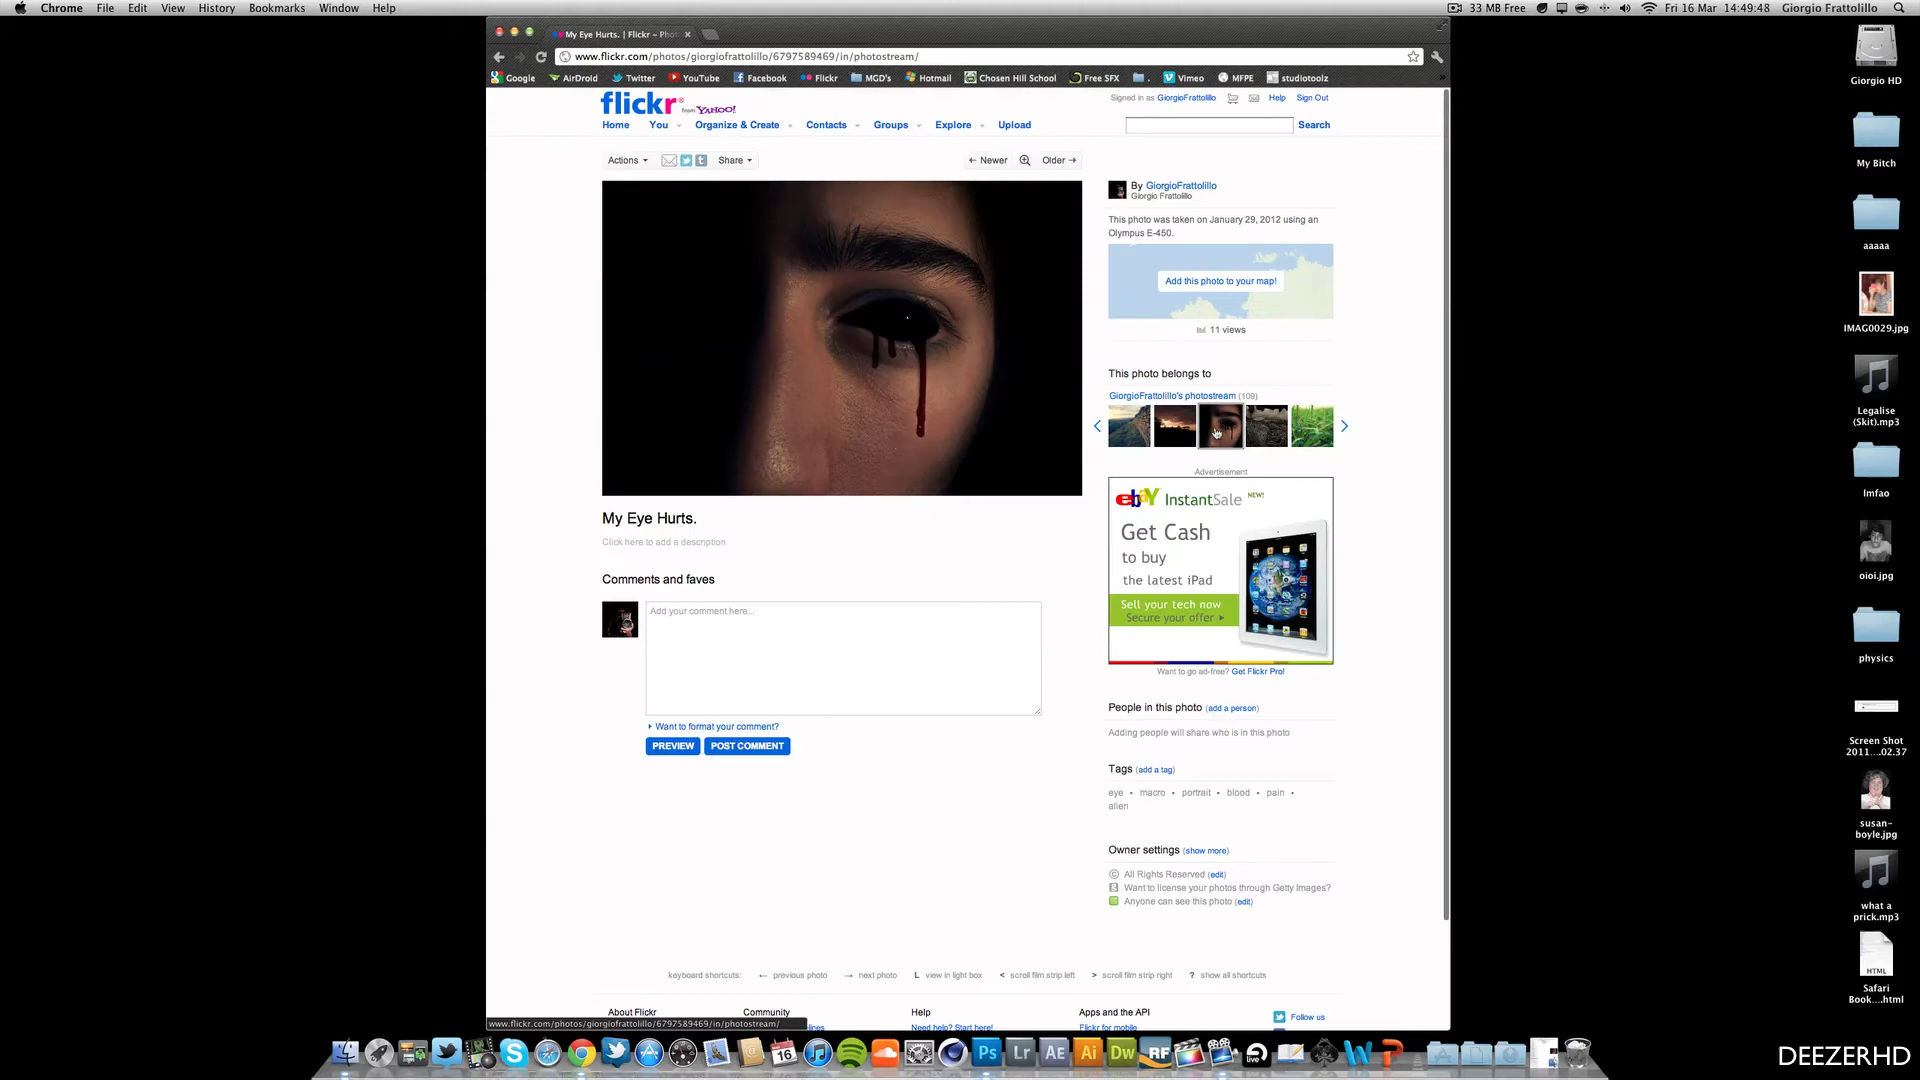 Chrome File Edit View History Bookmarks Window Help
33 MB Free Fri 16 Mar 14:49:48 Giorgio Frattolillo
My Eye Hurts. | Flickr – Pho
www.flickr.com/photos/giorgiofrattolillo/6797589469/in/photostream/
Google AirDroid Twitter YouTube Facebook Flickr MGD's Hotmail Chosen Hill School Free SFX . Vimeo MFPE studiotoolz »
flickr from YAHOO!
Signed in as GiorgioFrattolillo Help Sign Out
Home You Organize & Create Contacts Groups Explore Upload Search
Actions Share ← Newer Older →
By GiorgioFrattolillo
Giorgio Frattolillo
This photo was taken on January 29, 2012 using an
Olympus E-450.
Add this photo to your map!
11 views
This photo belongs to
GiorgioFrattolillo's photostream (109)
Advertisement
ebay InstantSale NEW!
Get Cash
to buy
the latest iPad
Sell your tech now
Secure your offer ▸
Want to go ad-free? Get Flickr Pro!
My Eye Hurts.
Click here to add a description
Comments and faves
Add your comment here...
Want to format your comment?
PREVIEW POST COMMENT
People in this photo (add a person)
Adding people will share who is in this photo
Tags (add a tag)
eye • macro • portrait • blood • pain •
alien
Owner settings (show more)
All Rights Reserved (edit)
Want to license your photos through Getty Images?
Anyone can see this photo (edit)
keyboard shortcuts: ← previous photo → next photo L view in light box < scroll film strip left > scroll film strip right ? show all shortcuts
About Flickr Community Help Apps and the API
Follow us
www.flickr.com/photos/giorgiofrattolillo/6797589469/in/photostream/
Need help? Start here! Flickr for mobile
Giorgio HD
My Bitch
aaaaa
IMAG0029.jpg
Legalise
(Skit).mp3
lmfao
oioi.jpg
physics
Screen Shot
2011....02.37
susan-
boyle.jpg
what a
prick.mp3
HTML
Safari
Book...html
16 Ps Lr AE Ai Dw RF live
DEEZERHD